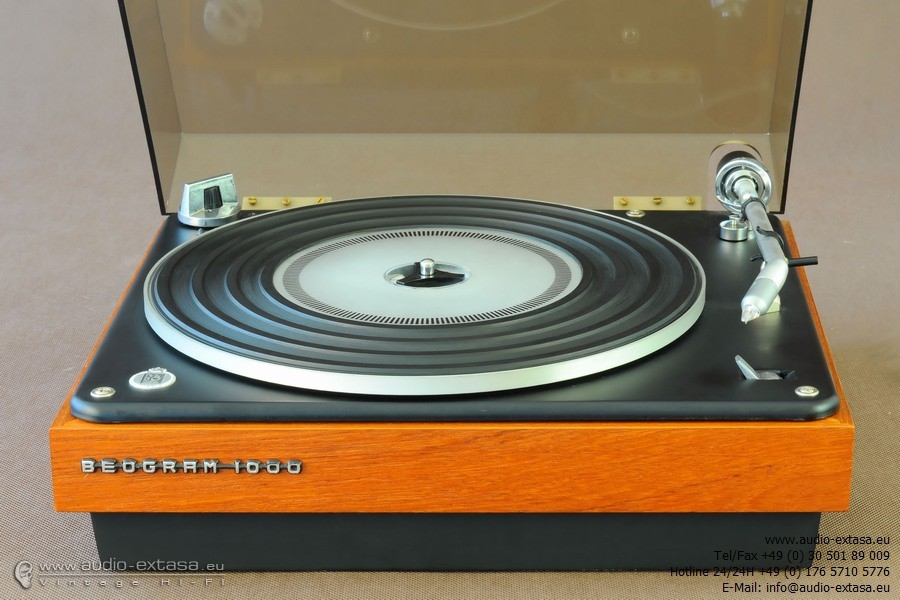 BEOGRAM 1000
www.audio-extasa.eu
Vintage Hi-Fi
www.audio-extasa.eu
Tel/Fax +49 (0) 30 501 89 009
Hotline 24/24H +49 (0) 176 5710 5776
E-Mail: info@audio-extasa.eu